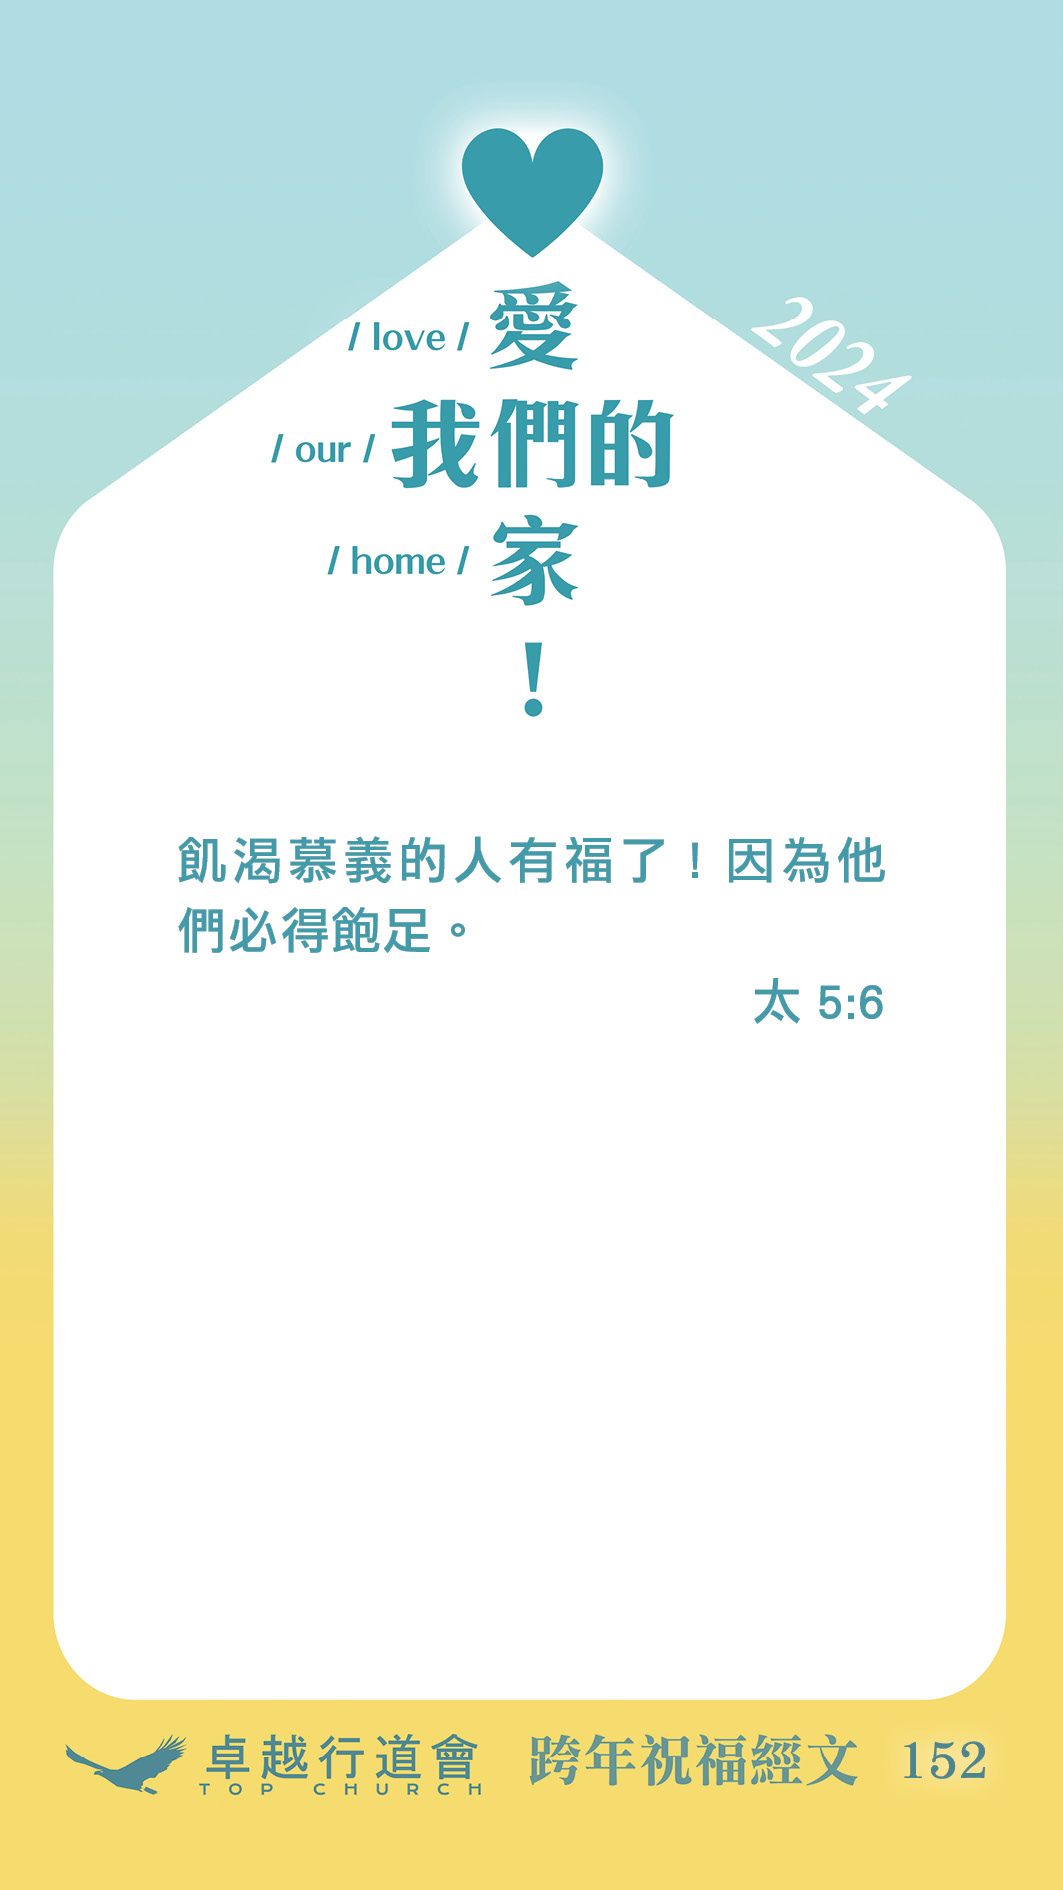 / love / 愛
2024
/ our / 我們的
/ home / 家
!
飢渴慕義的人有福了！因為他
們必得飽足。
太 5:6
卓越行道會
TOP CHURCH
跨年祝福經文 152